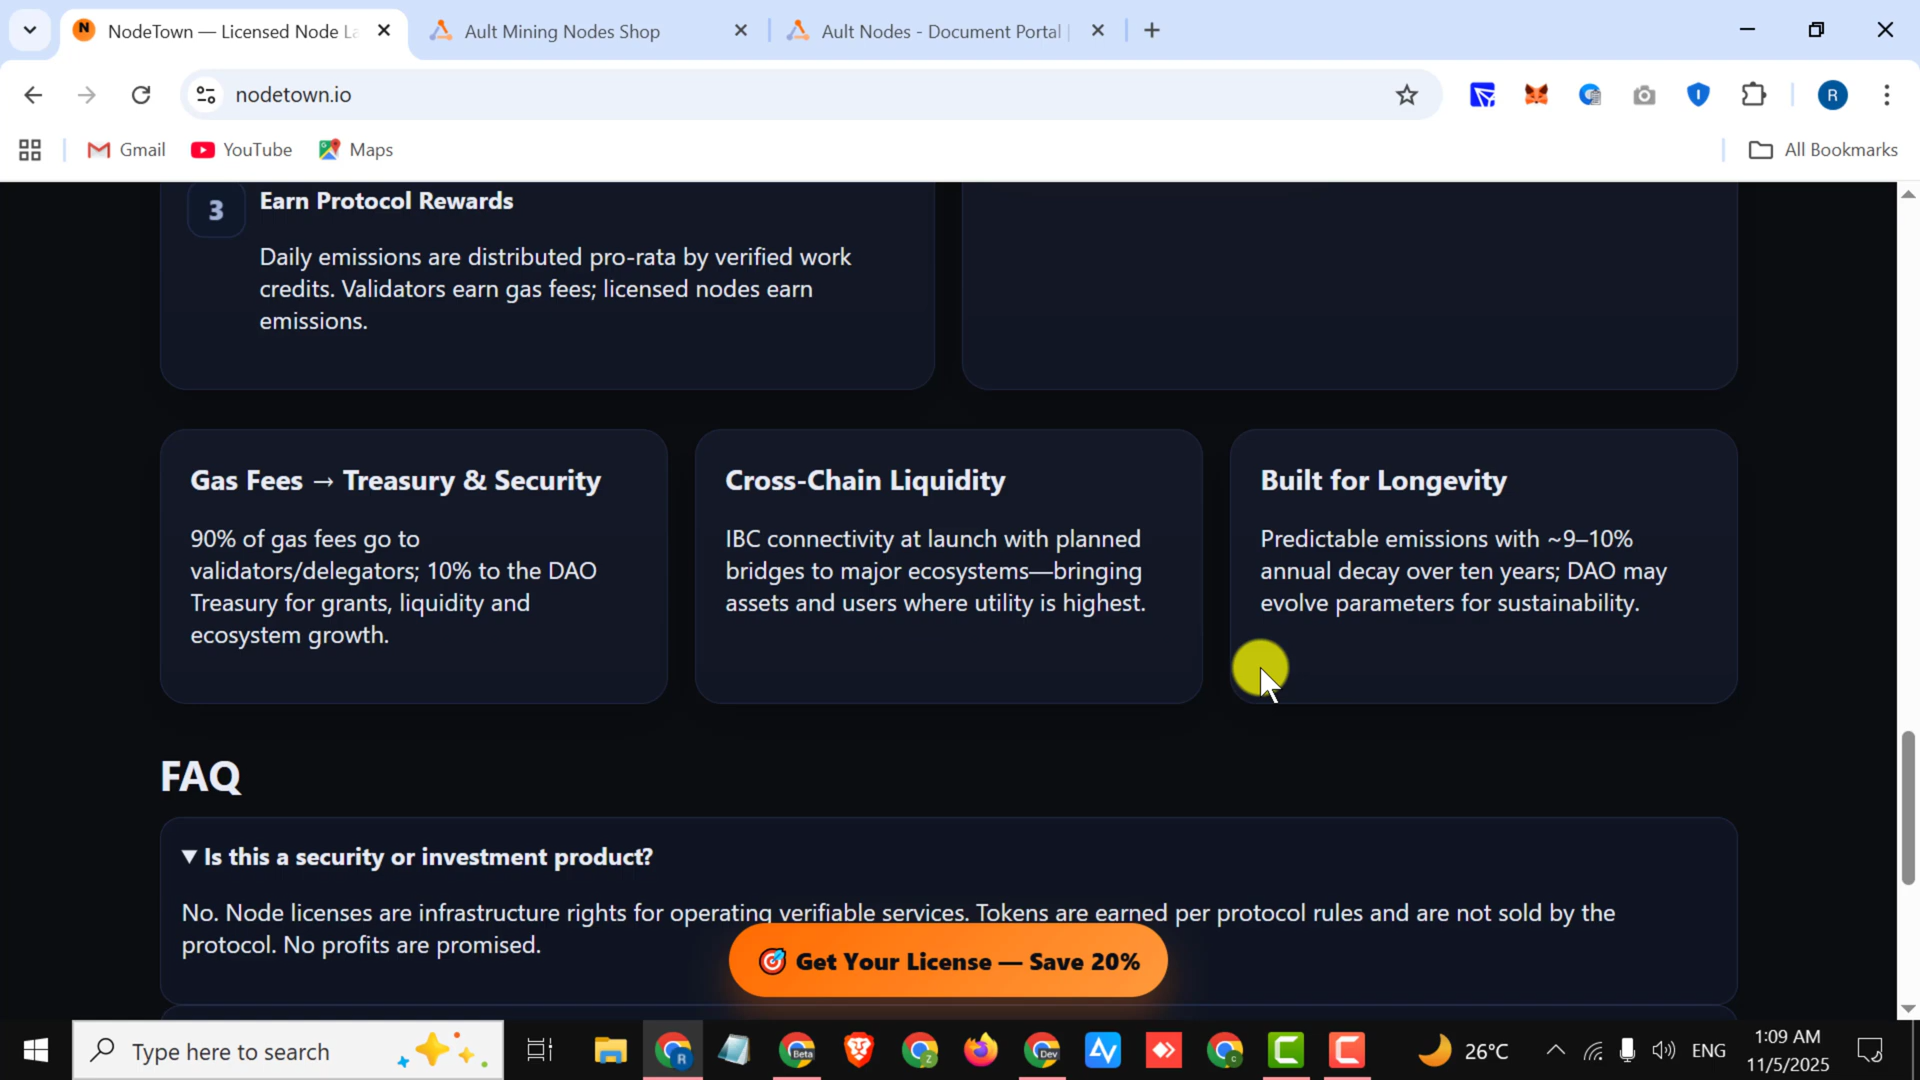 NodeTown — Licensed Node La
Ault Mining Nodes Shop
Ault Nodes - Document Portal |
nodetown.io
R
Gmail
YouTube
Maps
All Bookmarks
3
Earn Protocol Rewards
Daily emissions are distributed pro-rata by verified work
credits. Validators earn gas fees; licensed nodes earn
emissions.
Gas Fees → Treasury & Security
90% of gas fees go to
validators/delegators; 10% to the DAO
Treasury for grants, liquidity and
ecosystem growth.
Cross-Chain Liquidity
IBC connectivity at launch with planned
bridges to major ecosystems—bringing
assets and users where utility is highest.
Built for Longevity
Predictable emissions with ~9–10%
annual decay over ten years; DAO may
evolve parameters for sustainability.
FAQ
▼ Is this a security or investment product?
No. Node licenses are infrastructure rights for operating verifiable services. Tokens are earned per protocol rules and are not sold by the
protocol. No profits are promised.
🎯 Get Your License — Save 20%
Type here to search
R
Beta
z
Dev
c
26°C
ENG
1:09 AM
11/5/2025